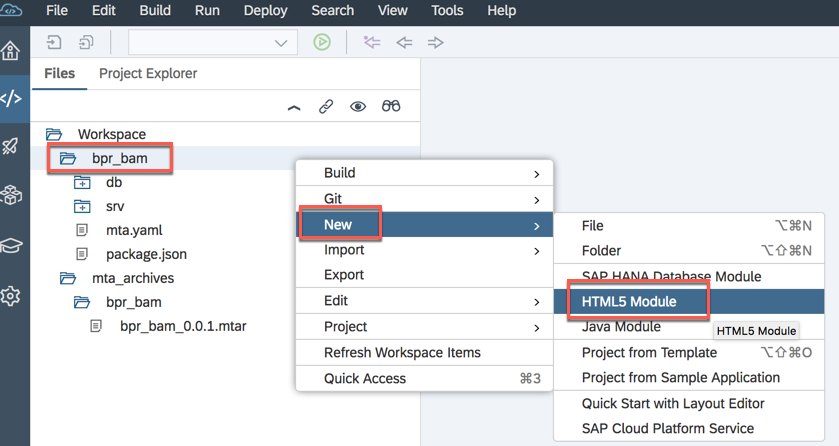 File Edit Build Run Deploy Search View Tools Help
Files Project Explorer
Workspace
bpr_bam
db
srv
mta.yaml
package.json
mta_archives
bpr_bam
bpr_bam_0.0.1.mtar
Build
Git
New
Import
Export
Edit
Project
Refresh Workspace Items
Quick Access ⌘3
File ⌥⌘N
Folder ⌥⇧⌘N
SAP HANA Database Module
HTML5 Module
Java Module
HTML5 Module
Project from Template ⌥⇧⌘O
Project from Sample Application
Quick Start with Layout Editor
SAP Cloud Platform Service